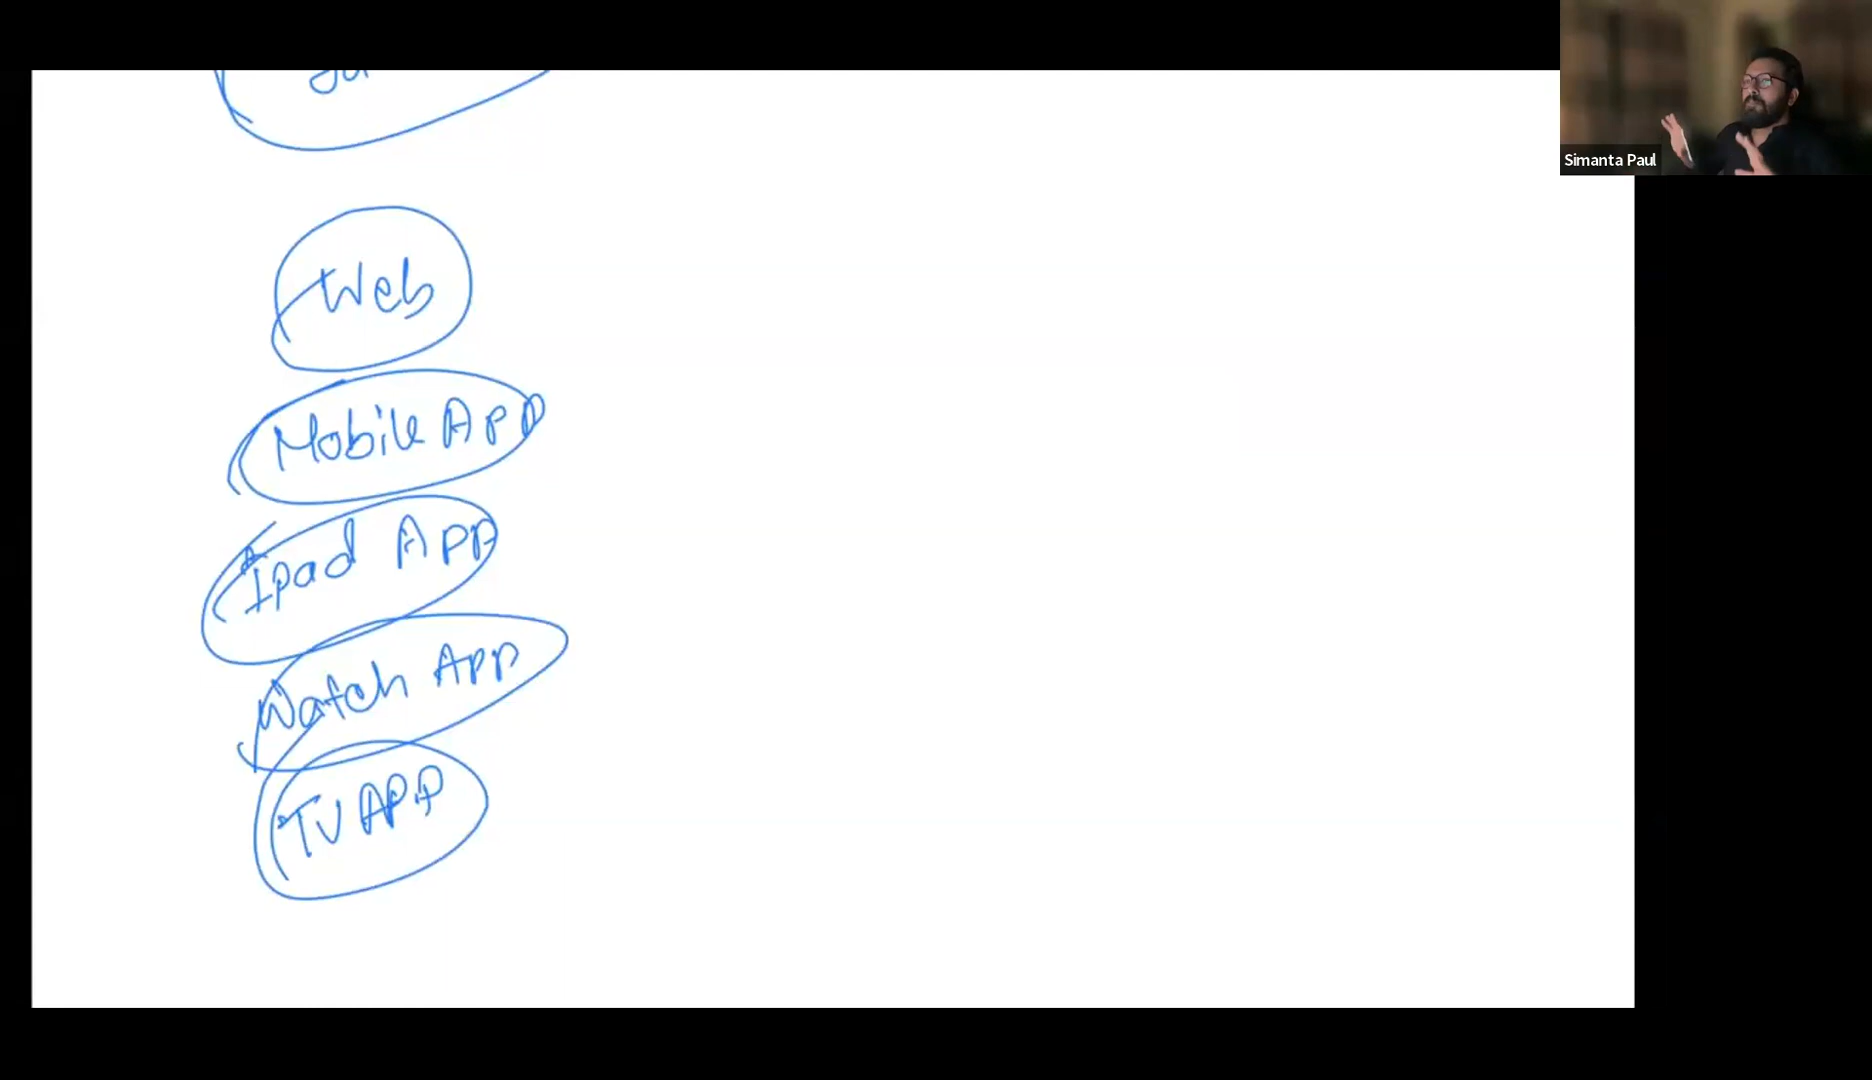 Simanta Paul
Web
Mobile App
Ipad App
Watch App
TV APP